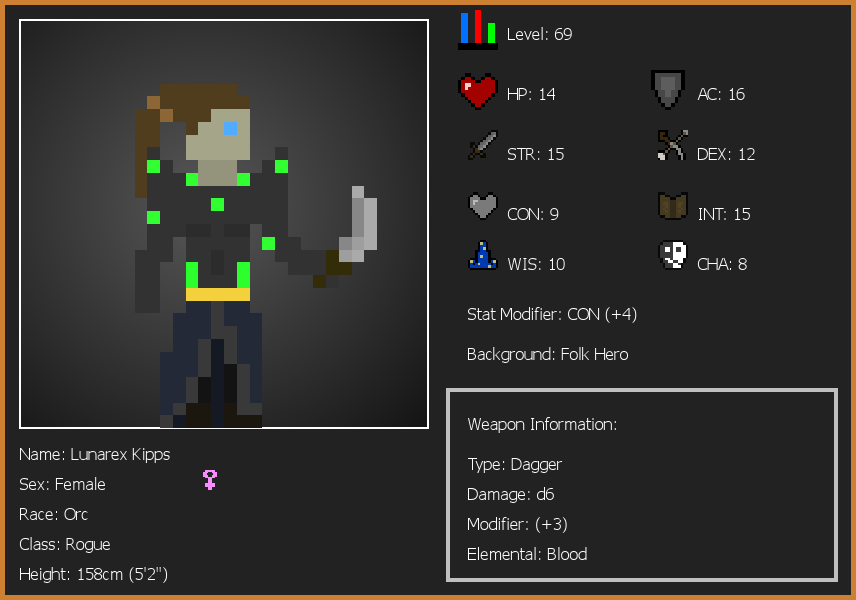 Level: 69
HP: 14
AC: 16
STR: 15
DEX: 12
CON: 9
INT: 15
WIS: 10
CHA: 8
Stat Modifier: CON (+4)
Background: Folk Hero
Weapon Information:
Type: Dagger
Damage: d6
Modifier: (+3)
Elemental: Blood
Name: Lunarex Kipps
Sex: Female
Race: Orc
Class: Rogue
Height: 158cm (5'2")